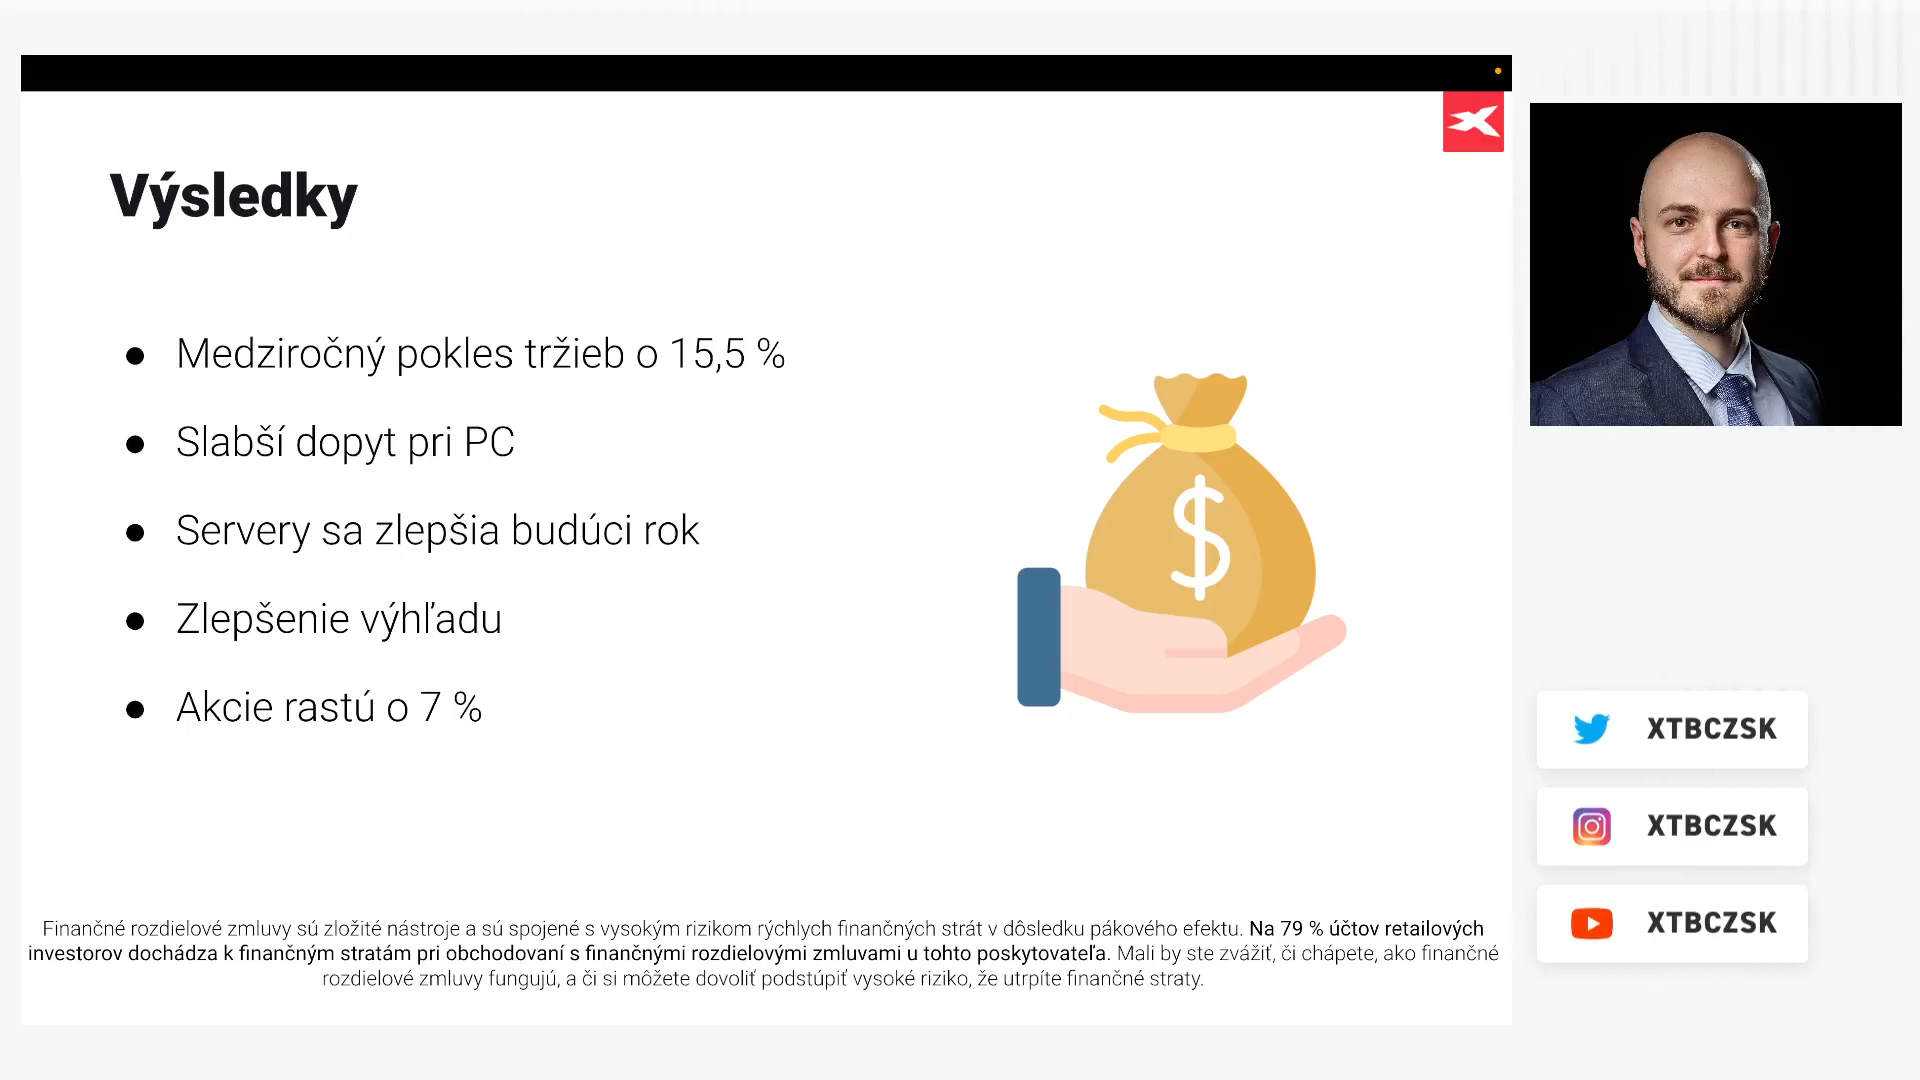 Výsledky
● Medziročný pokles tržieb o 15,5 %
● Slabší dopyt pri PC
● Servery sa zlepšia budúci rok
● Zlepšenie výhľadu
● Akcie rastú o 7 %
$
XTBCZSK
XTBCZSK
XTBCZSK
Finančné rozdielové zmluvy sú zložité nástroje a sú spojené s vysokým rizikom rýchlych finančných strát v dôsledku pákového efektu. Na 79 % účtov retailových
investorov dochádza k finančným stratám pri obchodovaní s finančnými rozdielovými zmluvami u tohto poskytovateľa. Mali by ste zvážiť, či chápete, ako finančné
rozdielové zmluvy fungujú, a či si môžete dovoliť podstúpiť vysoké riziko, že utrpíte finančné straty.